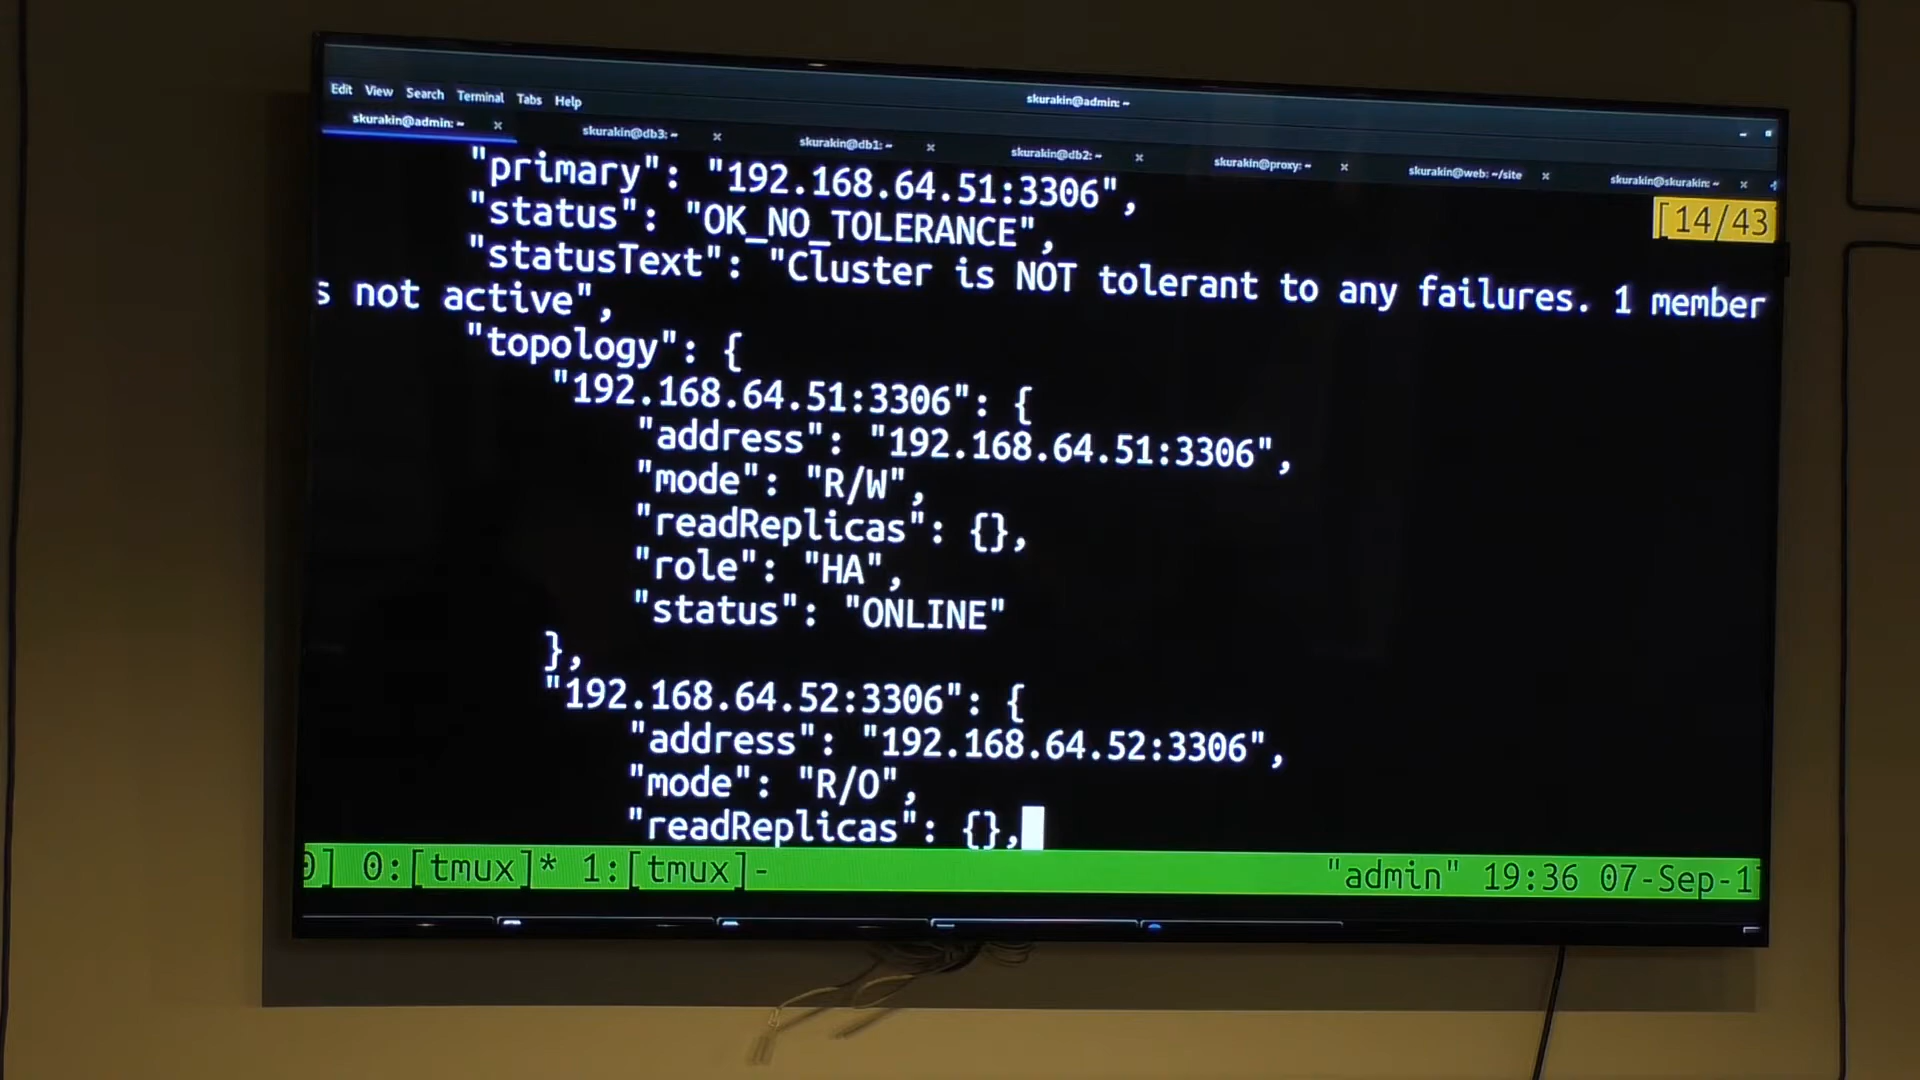 Edit View Search Terminal Tabs Help
skurakin@admin: ~
skurakin@admin: ~ × skurakin@db3: ~ × skurakin@db1: ~ × skurakin@db2: ~ × skurakin@proxy: ~ × skurakin@web: ~/site × skurakin@skurakin: ~ ×
"primary": "192.168.64.51:3306",
[14/43
"status": "OK_NO_TOLERANCE",
"statusText": "Cluster is NOT tolerant to any failures. 1 member
s not active",
"topology": {
"192.168.64.51:3306": {
"address": "192.168.64.51:3306",
"mode": "R/W",
"readReplicas": {},
"role": "HA",
"status": "ONLINE"
},
"192.168.64.52:3306": {
"address": "192.168.64.52:3306",
"mode": "R/O",
"readReplicas": {},
0] 0:[tmux]* 1:[tmux]- "admin" 19:36 07-Sep-1